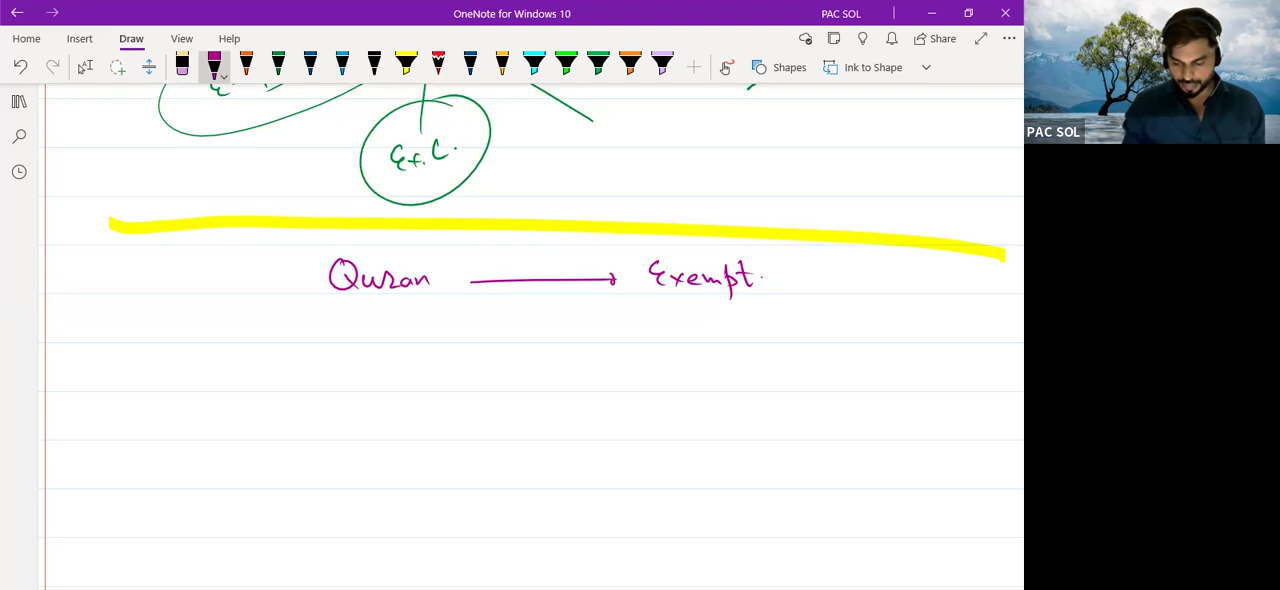 OneNote for Windows 10
PAC SOL
Home Insert Draw View Help
Share
Shapes
Ink to Shape
PAC SOL
Ex. C.
Quran → Exempt.